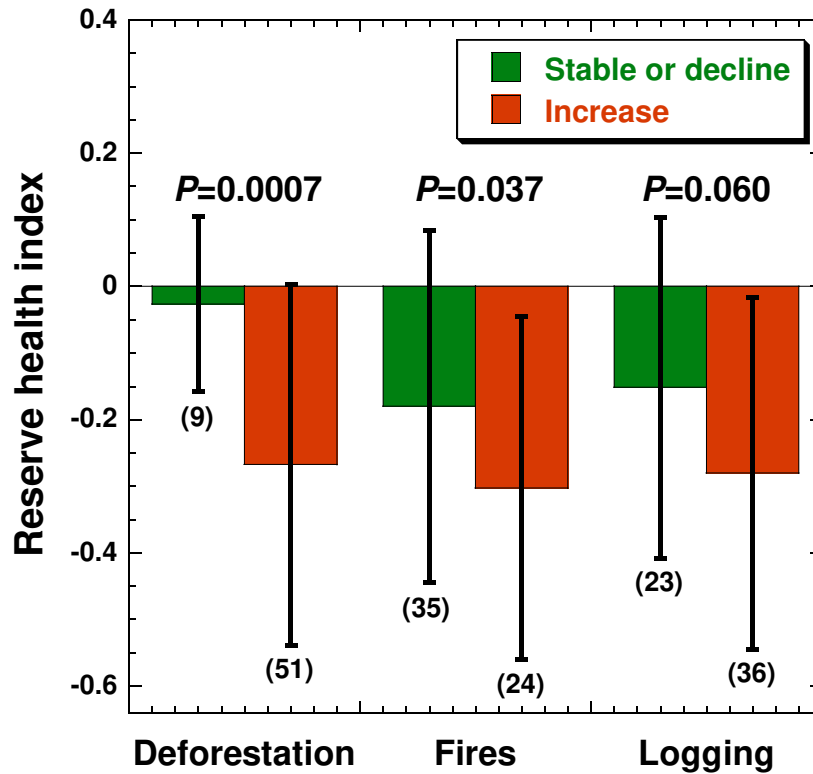 0.4
0.2
0
-0.2
-0.4
-0.6
Reserve health index
Stable or decline
Increase
P=0.0007
P=0.037
P=0.060
(9)
(51)
(35)
(24)
(23)
(36)
Deforestation
Fires
Logging